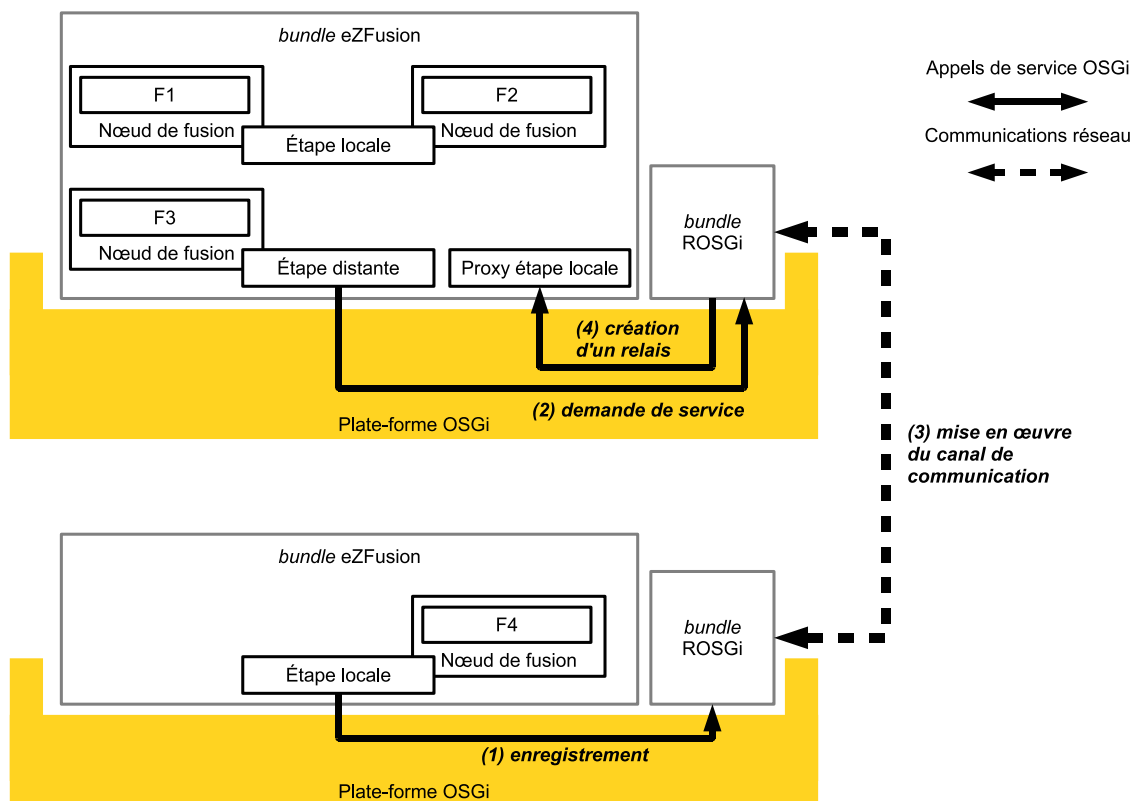 bundle eZFusion
F1
Nœud de fusion
F2
Nœud de fusion
Étape locale
F3
Nœud de fusion
Étape distante
Proxy étape locale
bundle
ROSGi
(4) création
d'un relais
(2) demande de service
Plate-forme OSGi
Appels de service OSGi
Communications réseau
(3) mise en œuvre
du canal de
communication
bundle eZFusion
F4
Nœud de fusion
Étape locale
bundle
ROSGi
(1) enregistrement
Plate-forme OSGi